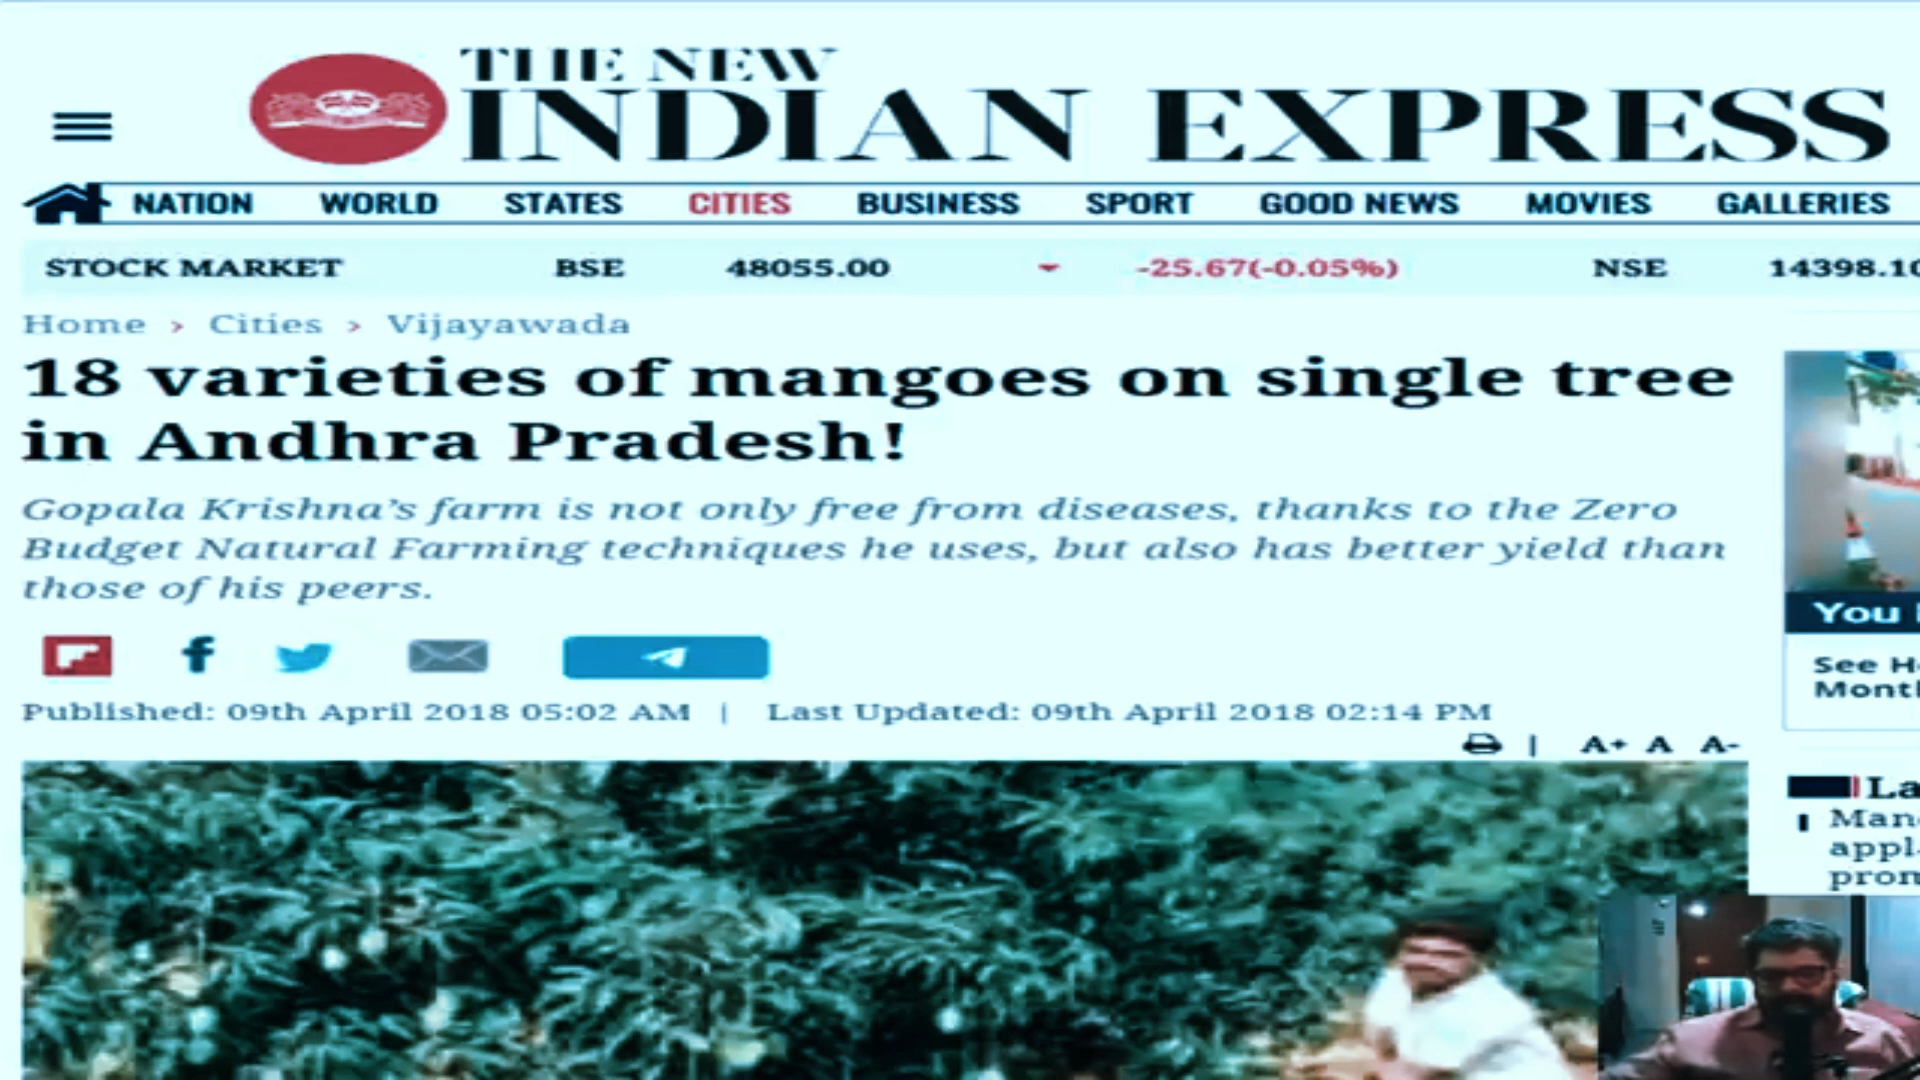 THE NEW
INDIAN EXPRESS
NATION WORLD STATES CITIES BUSINESS SPORT GOOD NEWS MOVIES GALLERIES
STOCK MARKET BSE 48055.00 -25.67(-0.05%) NSE 14398.10
Home > Cities > Vijayawada
18 varieties of mangoes on single tree
in Andhra Pradesh!
Gopala Krishna's farm is not only free from diseases, thanks to the Zero
Budget Natural Farming techniques he uses, but also has better yield than
those of his peers.
Published: 09th April 2018 05:02 AM | Last Updated: 09th April 2018 02:14 PM
| A+ A A-
You
See